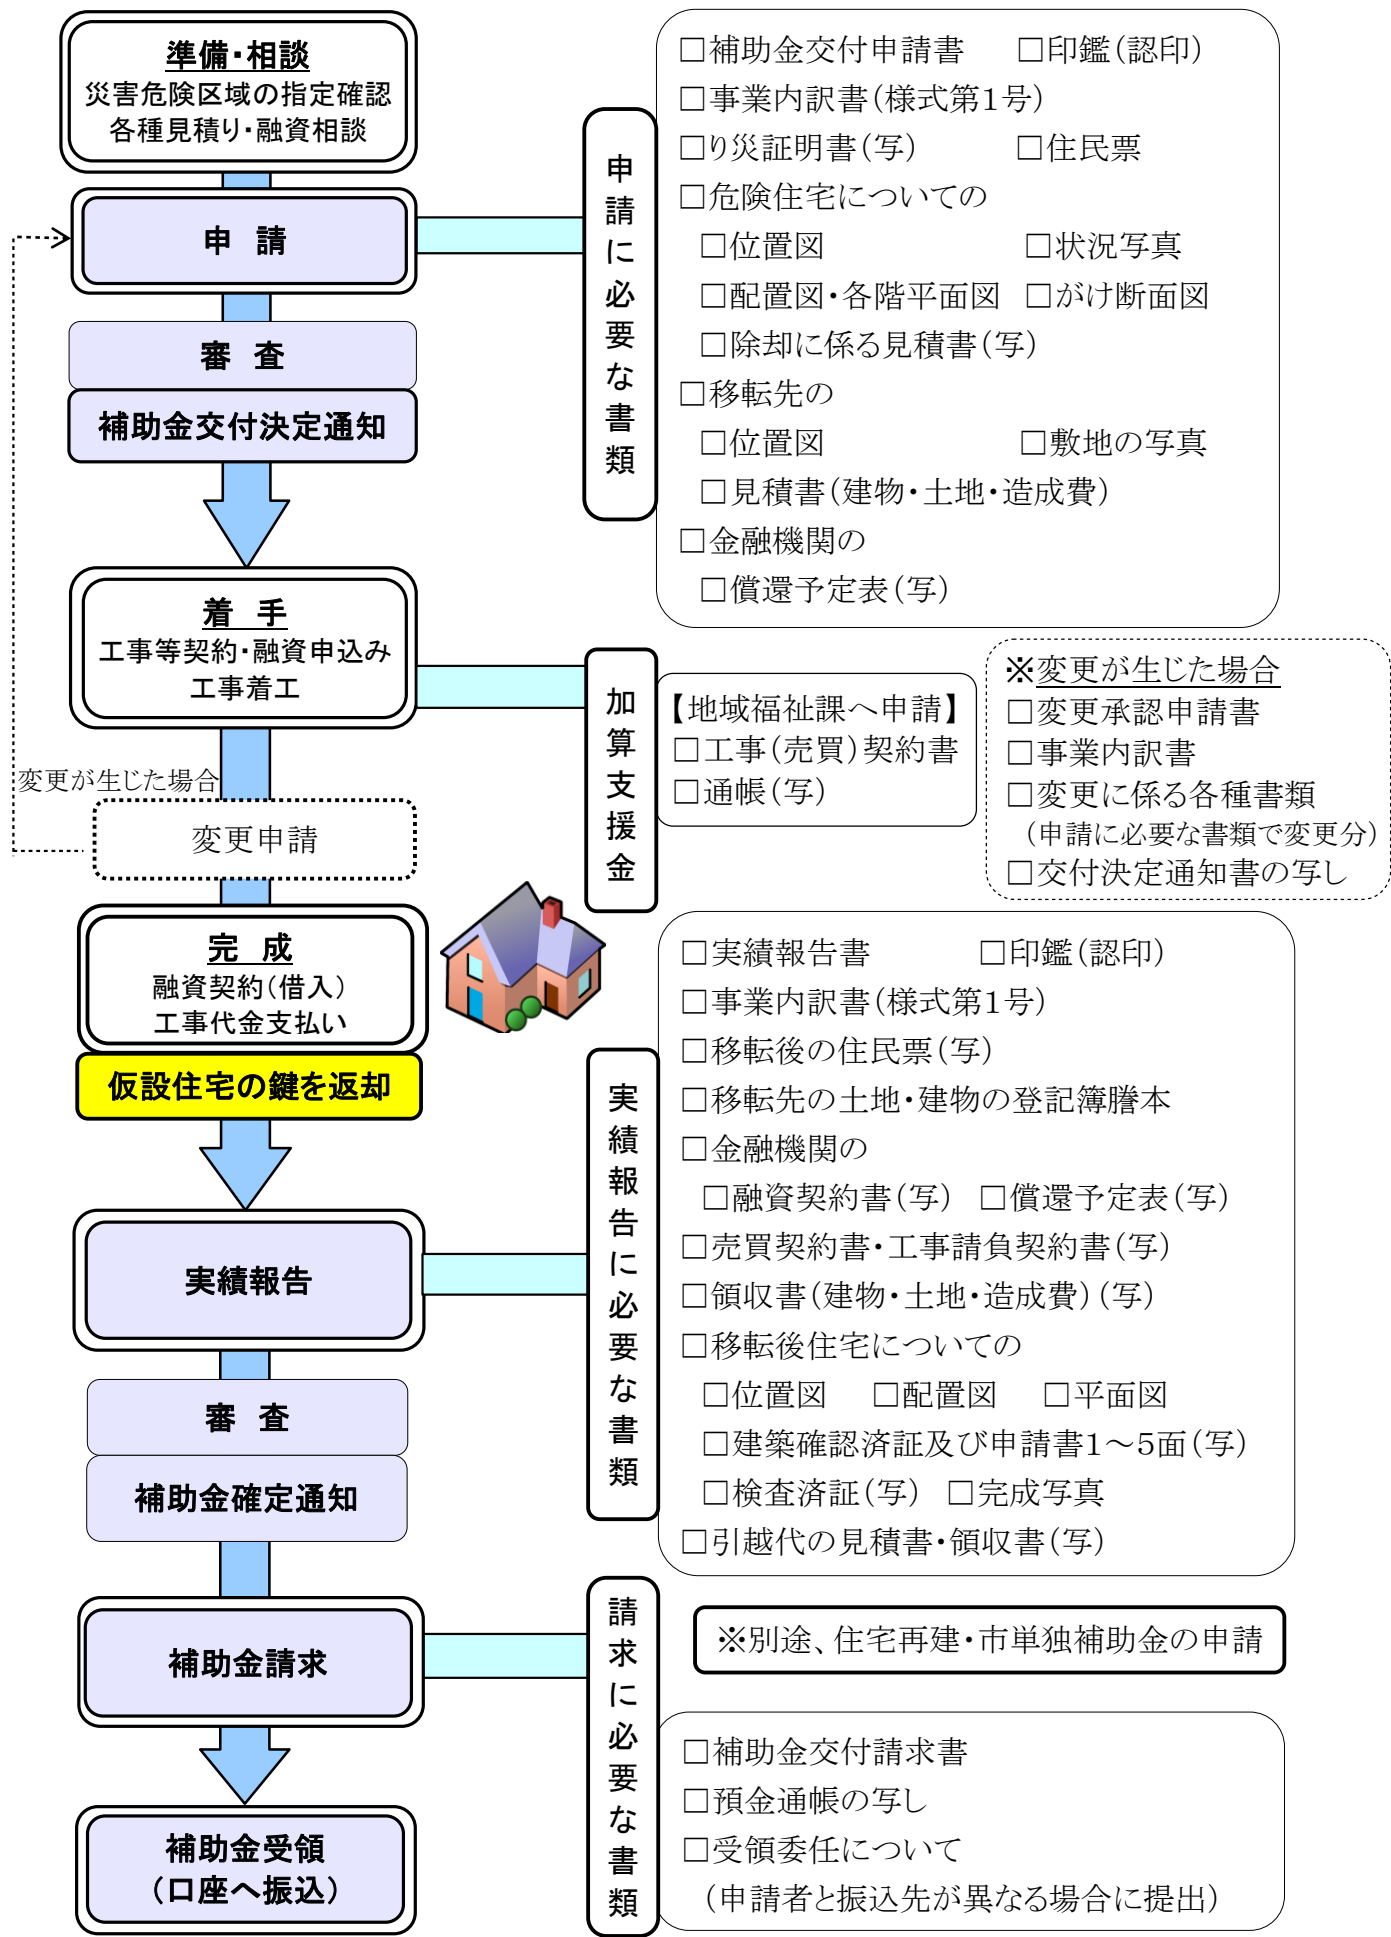 準備・相談
災害危険区域の指定確認
各種見積り・融資相談
申 請
審 査
補助金交付決定通知
申請に必要な書類
□補助金交付申請書 □印鑑(認印)
□事業内訳書(様式第1号)
□り災証明書(写) □住民票
□危険住宅についての
□位置図 □状況写真
□配置図・各階平面図 □がけ断面図
□除却に係る見積書(写)
□移転先の
□位置図 □敷地の写真
□見積書(建物・土地・造成費)
□金融機関の
□償還予定表(写)
着 手
工事等契約・融資申込み
工事着工
加算支援金
【地域福祉課へ申請】
□工事(売買)契約書
□通帳(写)
※変更が生じた場合
□変更承認申請書
□事業内訳書
□変更に係る各種書類
(申請に必要な書類で変更分)
□交付決定通知書の写し
変更が生じた場合
変更申請
完 成
融資契約(借入)
工事代金支払い
仮設住宅の鍵を返却
実績報告
審 査
補助金確定通知
実績報告に必要な書類
□実績報告書 □印鑑(認印)
□事業内訳書(様式第1号)
□移転後の住民票(写)
□移転先の土地・建物の登記簿謄本
□金融機関の
□融資契約書(写) □償還予定表(写)
□売買契約書・工事請負契約書(写)
□領収書(建物・土地・造成費)(写)
□移転後住宅についての
□位置図 □配置図 □平面図
□建築確認済証及び申請書1～5面(写)
□検査済証(写) □完成写真
□引越代の見積書・領収書(写)
補助金請求
請求に必要な書類
※別途、住宅再建・市単独補助金の申請
□補助金交付請求書
□預金通帳の写し
□受領委任について
(申請者と振込先が異なる場合に提出)
補助金受領
(口座へ振込)